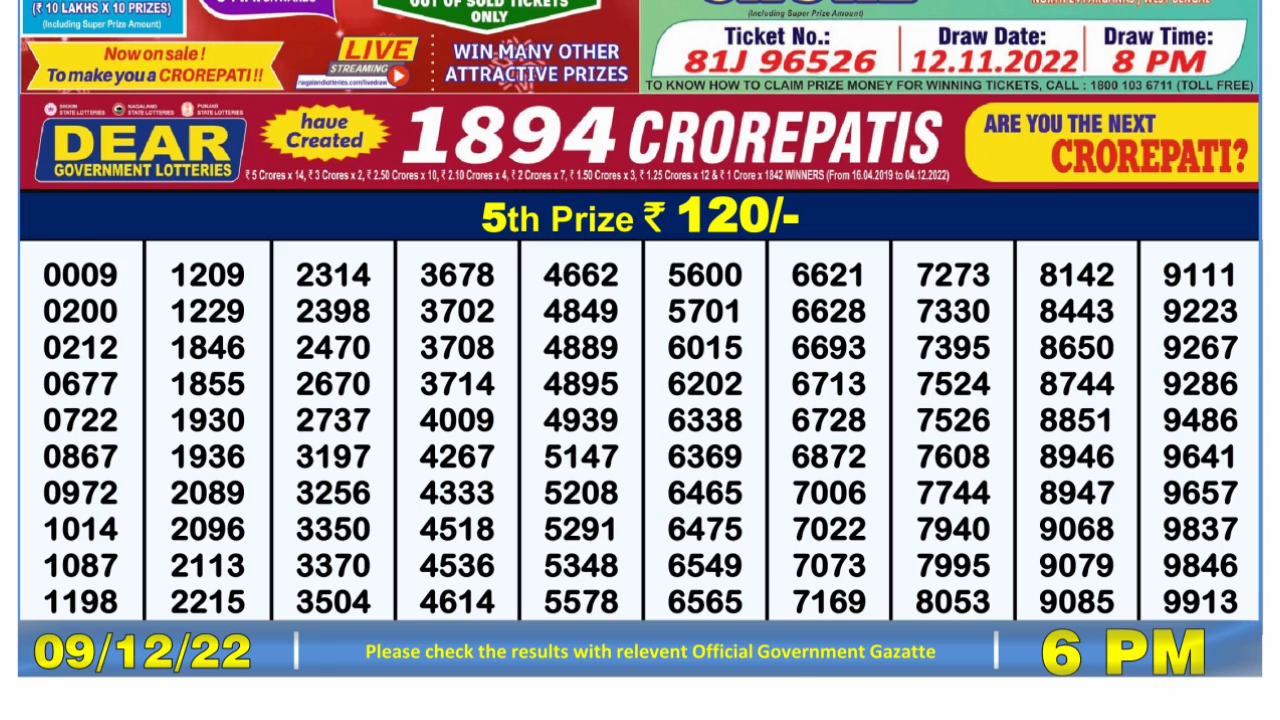 (₹ 10 LAKHS X 10 PRIZES)
(Including Super Prize Amount)
OUT OF SOLD TICKETS
ONLY
(Including Super Prize Amount)
Now on sale !
To make you a CROREPATI !!
LIVE
STREAMING
nagalandlotteries.com/livedraw
WIN MANY OTHER
ATTRACTIVE PRIZES
Ticket No.: Draw Date: Draw Time:
81J 96526 12.11.2022 8 PM
TO KNOW HOW TO CLAIM PRIZE MONEY FOR WINNING TICKETS, CALL : 1800 103 6711 (TOLL FREE)
SIKKIM STATE LOTTERIES NAGALAND STATE LOTTERIES PUNJAB STATE LOTTERIES
DEAR
GOVERNMENT LOTTERIES
have
Created
1894 CROREPATIS
₹ 5 Crores x 14, ₹ 3 Crores x 2, ₹ 2.50 Crores x 10, ₹ 2.10 Crores x 4, ₹ 2 Crores x 7, ₹ 1.50 Crores x 3, ₹ 1.25 Crores x 12 & ₹ 1 Crore x 1842 WINNERS (From 16.04.2019 to 04.12.2022)
ARE YOU THE NEXT
CROREPATI?
5th Prize ₹ 120/-
0009 1209 2314 3678 4662 5600 6621 7273 8142 9111
0200 1229 2398 3702 4849 5701 6628 7330 8443 9223
0212 1846 2470 3708 4889 6015 6693 7395 8650 9267
0677 1855 2670 3714 4895 6202 6713 7524 8744 9286
0722 1930 2737 4009 4939 6338 6728 7526 8851 9486
0867 1936 3197 4267 5147 6369 6872 7608 8946 9641
0972 2089 3256 4333 5208 6465 7006 7744 8947 9657
1014 2096 3350 4518 5291 6475 7022 7940 9068 9837
1087 2113 3370 4536 5348 6549 7073 7995 9079 9846
1198 2215 3504 4614 5578 6565 7169 8053 9085 9913
09/12/22 Please check the results with relevent Official Government Gazatte 6 PM